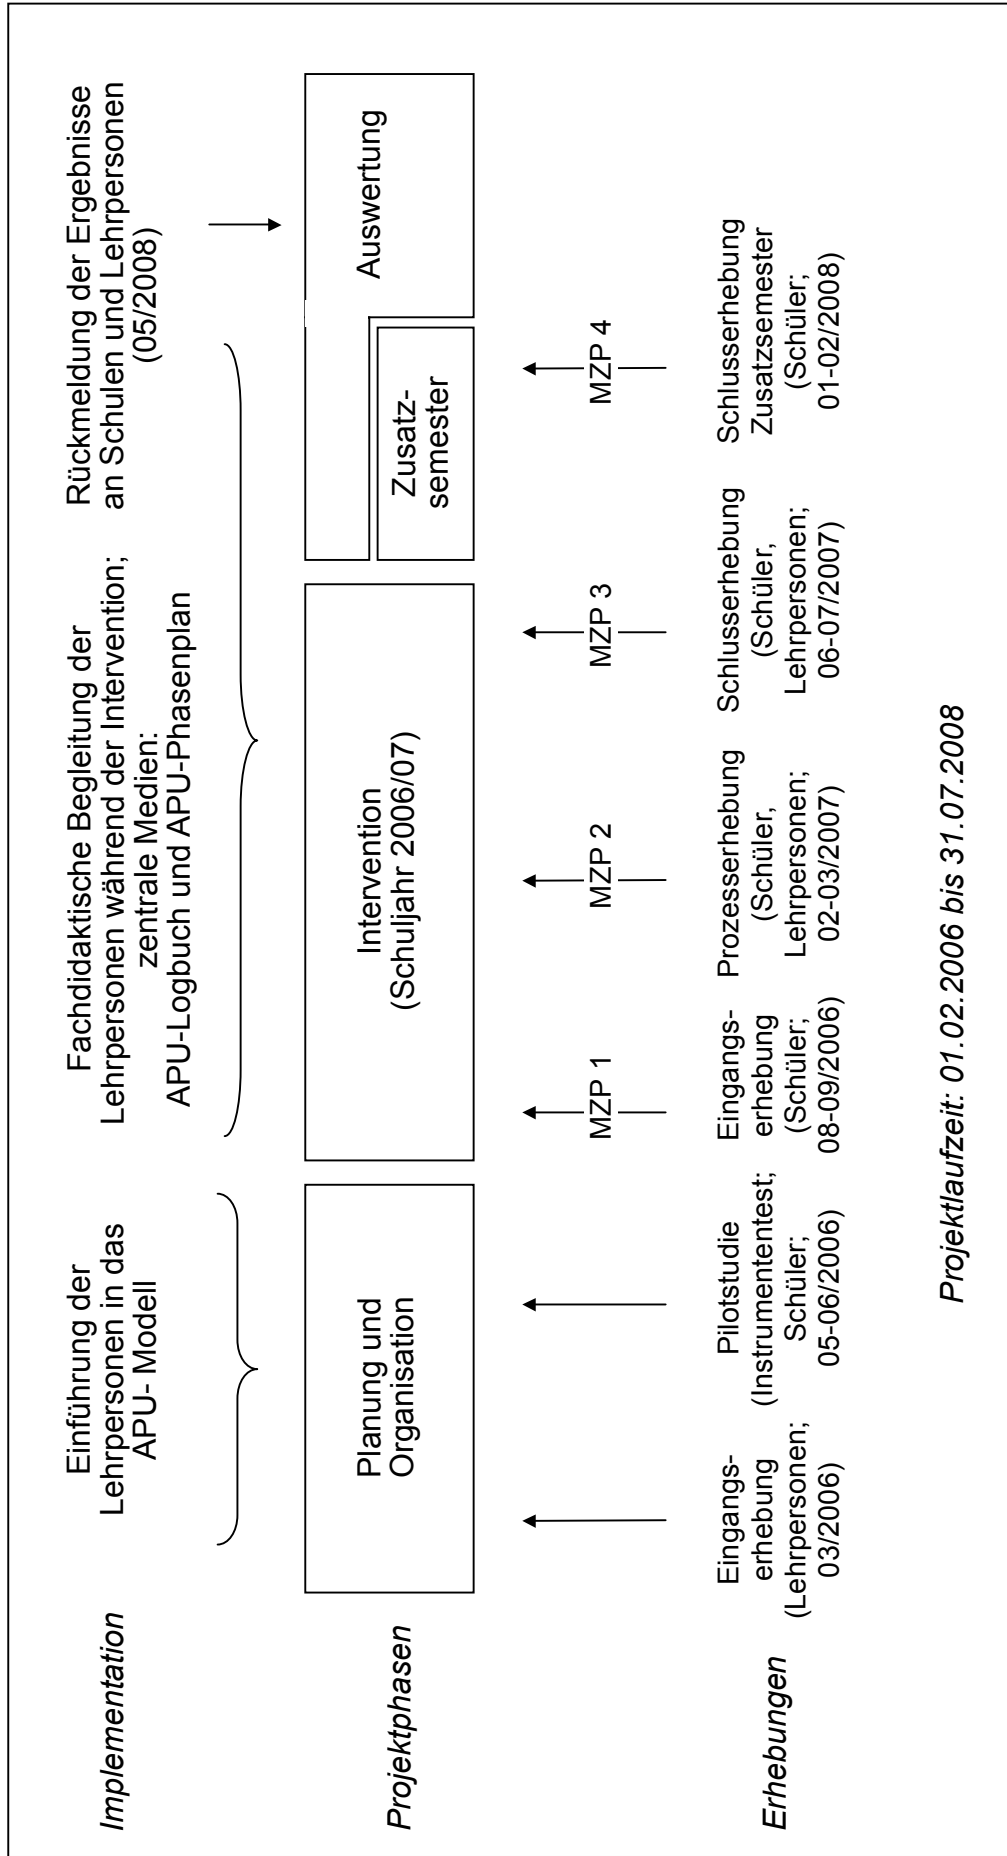 Implementation
Einführung der
Lehrpersonen in das
APU- Modell
Fachdidaktische Begleitung der
Lehrpersonen während der Intervention;
zentrale Medien:
APU-Logbuch und APU-Phasenplan
Rückmeldung der Ergebnisse
an Schulen und Lehrpersonen
(05/2008)
Projektphasen
Planung und
Organisation
Intervention
(Schuljahr 2006/07)
Zusatz-
semester
Auswertung
MZP 1
MZP 2
MZP 3
MZP 4
Erhebungen
Eingangs-
erhebung
(Lehrpersonen;
03/2006)
Pilotstudie
(Instrumententest;
Schüler;
05-06/2006)
Eingangs-
erhebung
(Schüler;
08-09/2006)
Prozesserhebung
(Schüler,
Lehrpersonen;
02-03/2007)
Schlusserhebung
(Schüler,
Lehrpersonen;
06-07/2007)
Schlusserhebung
Zusatzsemester
(Schüler;
01-02/2008)
Projektlaufzeit: 01.02.2006 bis 31.07.2008